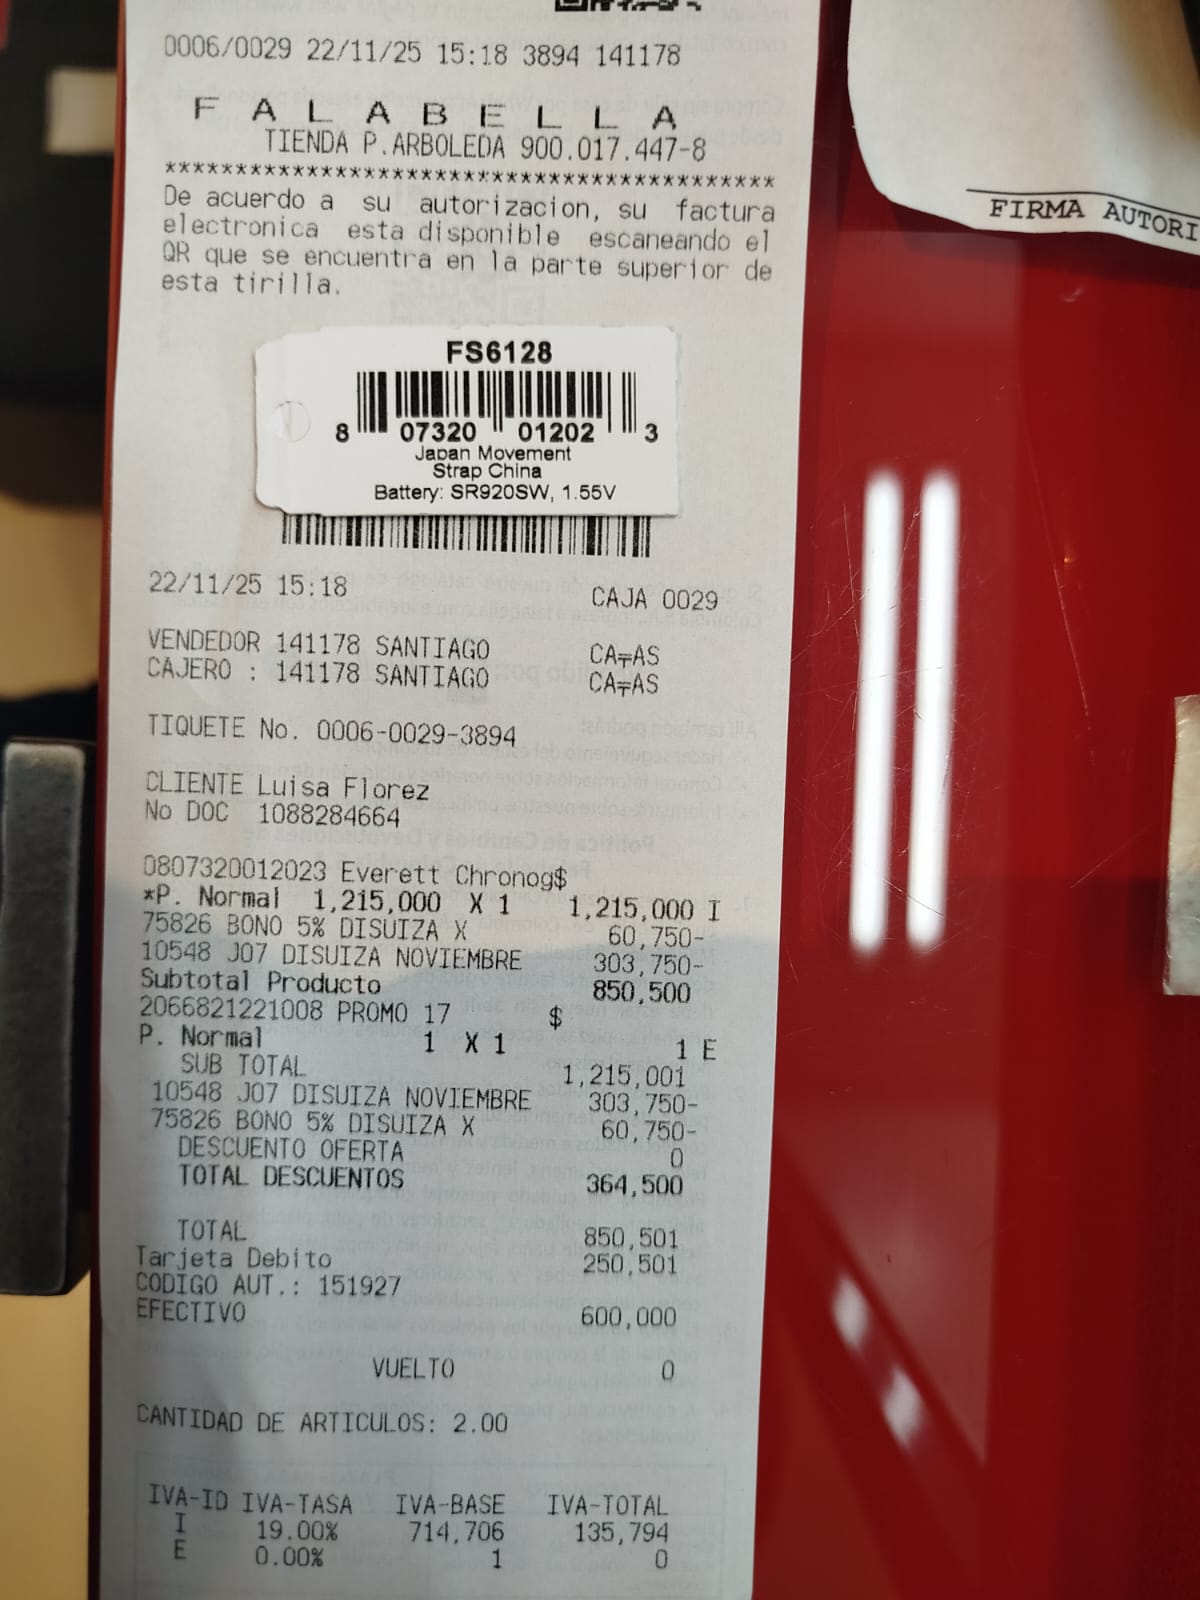 0006/0029 22/11/25 15:18 3894 141178
F A L A B E L L A
TIENDA P.ARBOLEDA 900.017.447-8
*******************************************
De acuerdo a su autorizacion, su factura
electronica esta disponible escaneando el
QR que se encuentra en la parte superior de
esta tirilla.
FS6128
8 07320 01202 3
Japan Movement
Strap China
Battery: SR920SW, 1.55V
22/11/25 15:18 CAJA 0029
VENDEDOR 141178 SANTIAGO CA╤AS
CAJERO : 141178 SANTIAGO CA╤AS
TIQUETE No. 0006-0029-3894
CLIENTE Luisa Florez
No DOC 1088284664
0807320012023 Everett Chronog$
*P. Normal 1,215,000 X 1 1,215,000 I
75826 BONO 5% DISUIZA X 60,750-
10548 J07 DISUIZA NOVIEMBRE 303,750-
Subtotal Producto 850,500
2066821221008 PROMO 17 $
P. Normal 1 X 1 1 E
SUB TOTAL 1,215,001
10548 J07 DISUIZA NOVIEMBRE 303,750-
75826 BONO 5% DISUIZA X 60,750-
DESCUENTO OFERTA 0
TOTAL DESCUENTOS 364,500
TOTAL 850,501
Tarjeta Debito 250,501
CODIGO AUT.: 151927
EFECTIVO 600,000
VUELTO 0
CANTIDAD DE ARTICULOS: 2.00
IVA-ID IVA-TASA IVA-BASE IVA-TOTAL
I 19.00% 714,706 135,794
E 0.00% 1 0
FIRMA AUTORI